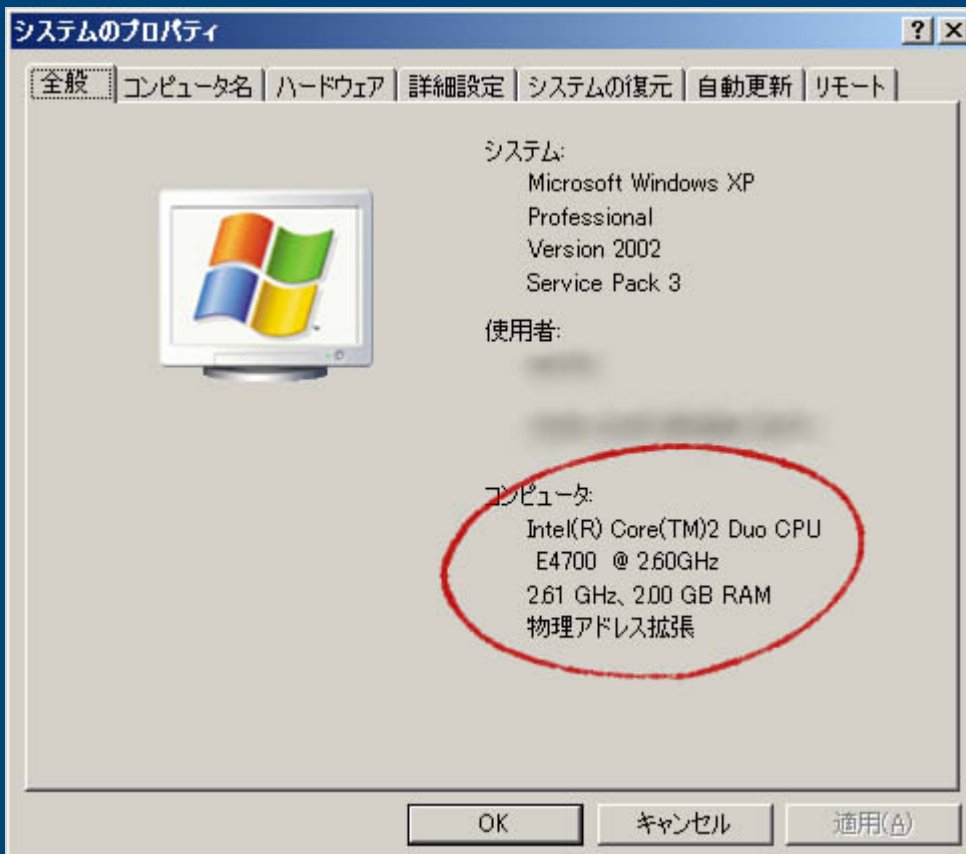 システムのプロパティ
全般 コンピュータ名 ハードウェア 詳細設定 システムの復元 自動更新 リモート
システム:
Microsoft Windows XP
Professional
Version 2002
Service Pack 3
使用者:
コンピュータ:
Intel(R) Core(TM)2 Duo CPU
E4700 @ 2.60GHz
2.61 GHz、2.00 GB RAM
物理アドレス拡張
OK キャンセル 適用(A)